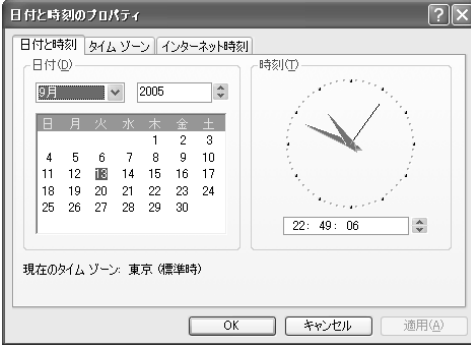 日付と時刻のプロパティ
日付と時刻 タイム ゾーン インターネット時刻
日付(D) 時刻(T)
9月 2005
日 月 火 水 木 金 土
1 2 3
4 5 6 7 8 9 10
11 12 13 14 15 16 17
18 19 20 21 22 23 24
25 26 27 28 29 30
22: 49: 06
現在のタイム ゾーン: 東京 (標準時)
OK キャンセル 適用(A)